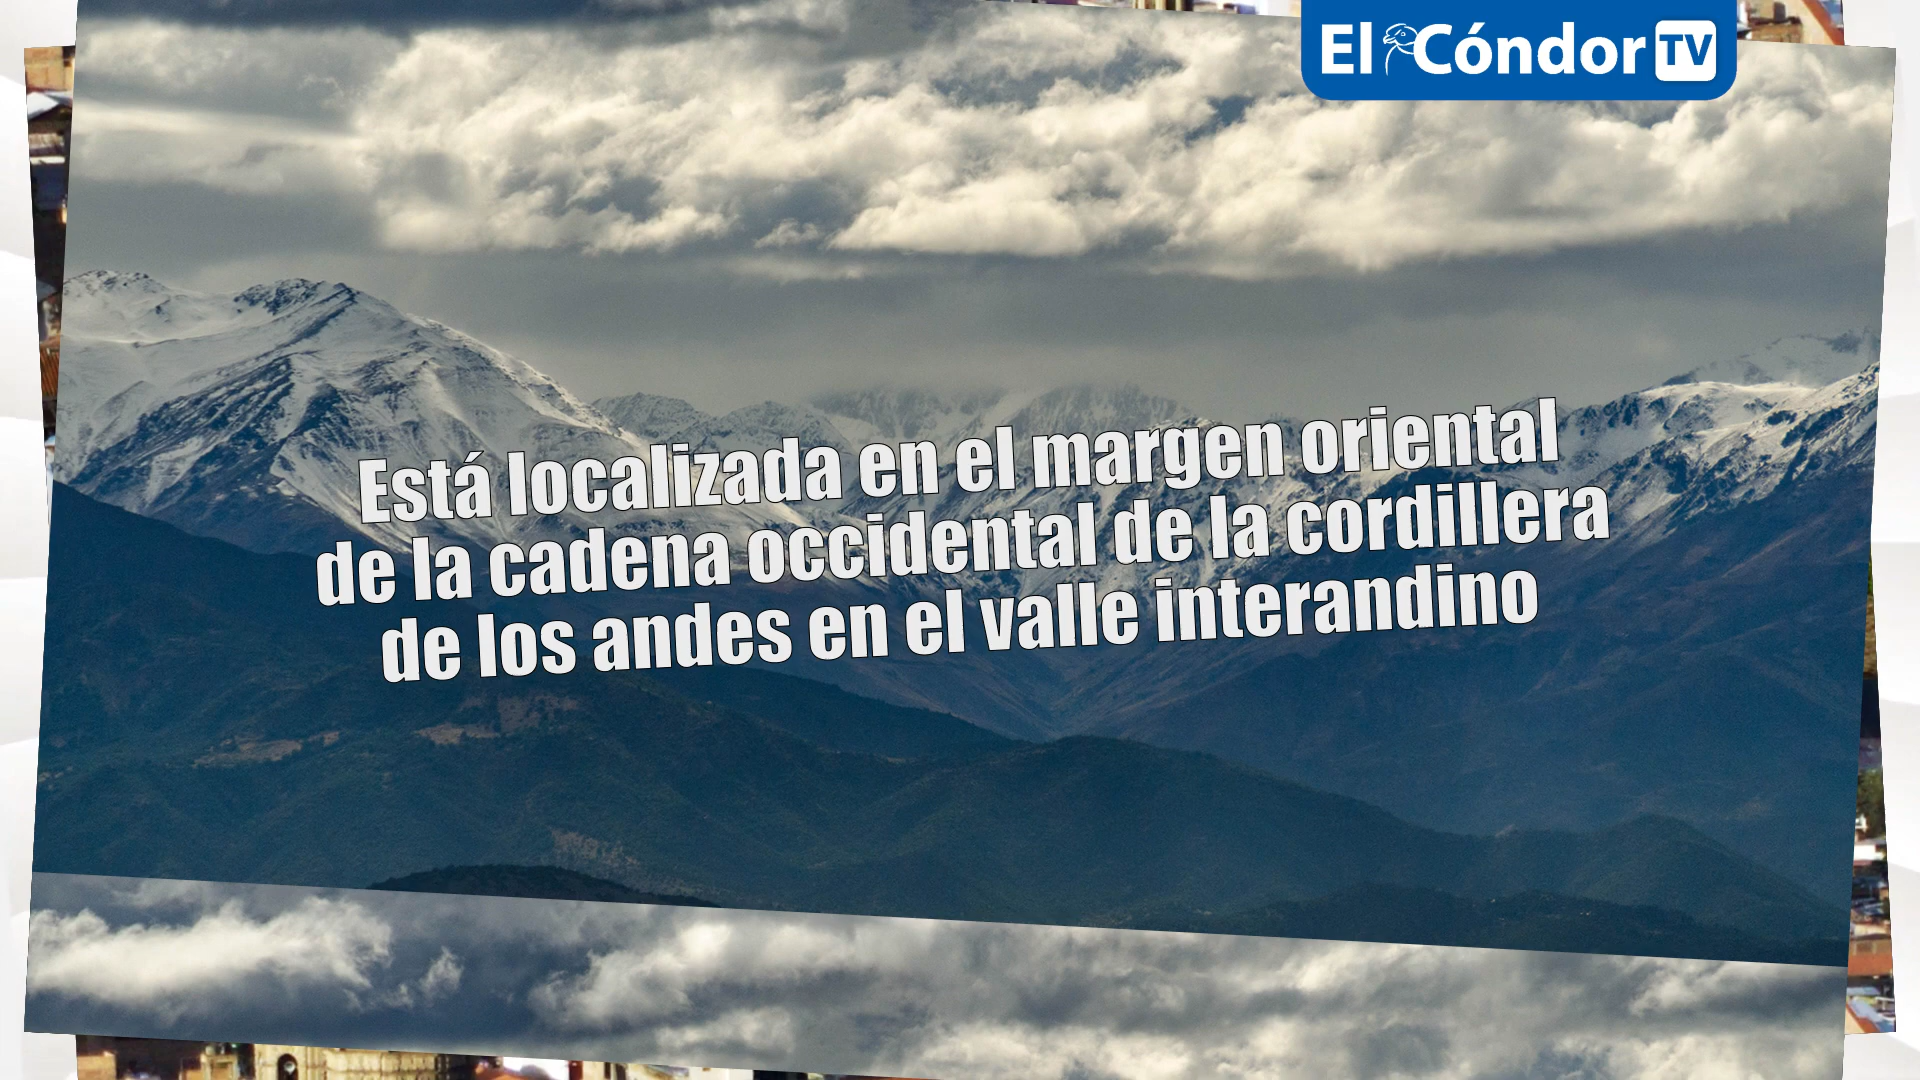 El Cóndor TV
Está localizada en el margen oriental
de la cadena occidental de la cordillera
de los andes en el valle interandino